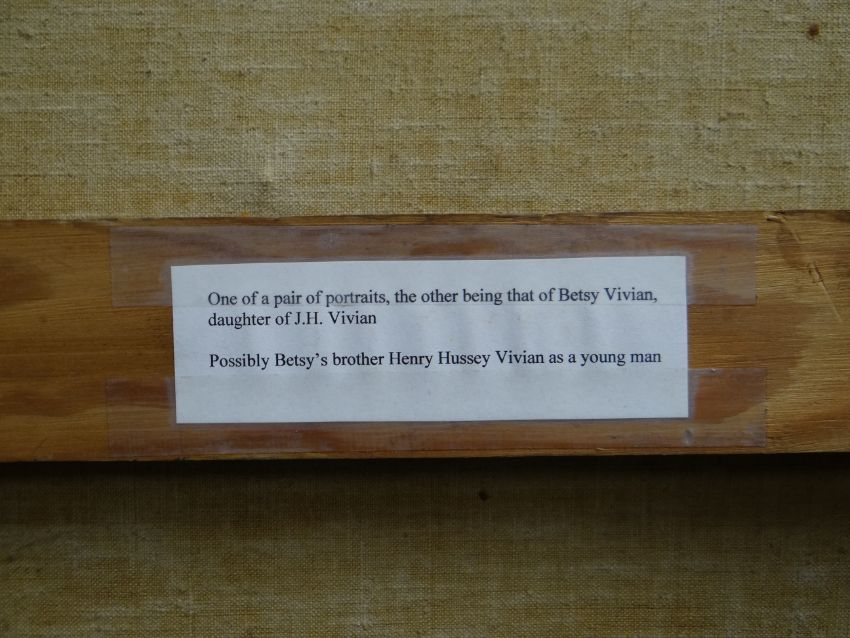 One of a pair of portraits, the other being that of Betsy Vivian,
daughter of J.H. Vivian
Possibly Betsy’s brother Henry Hussey Vivian as a young man